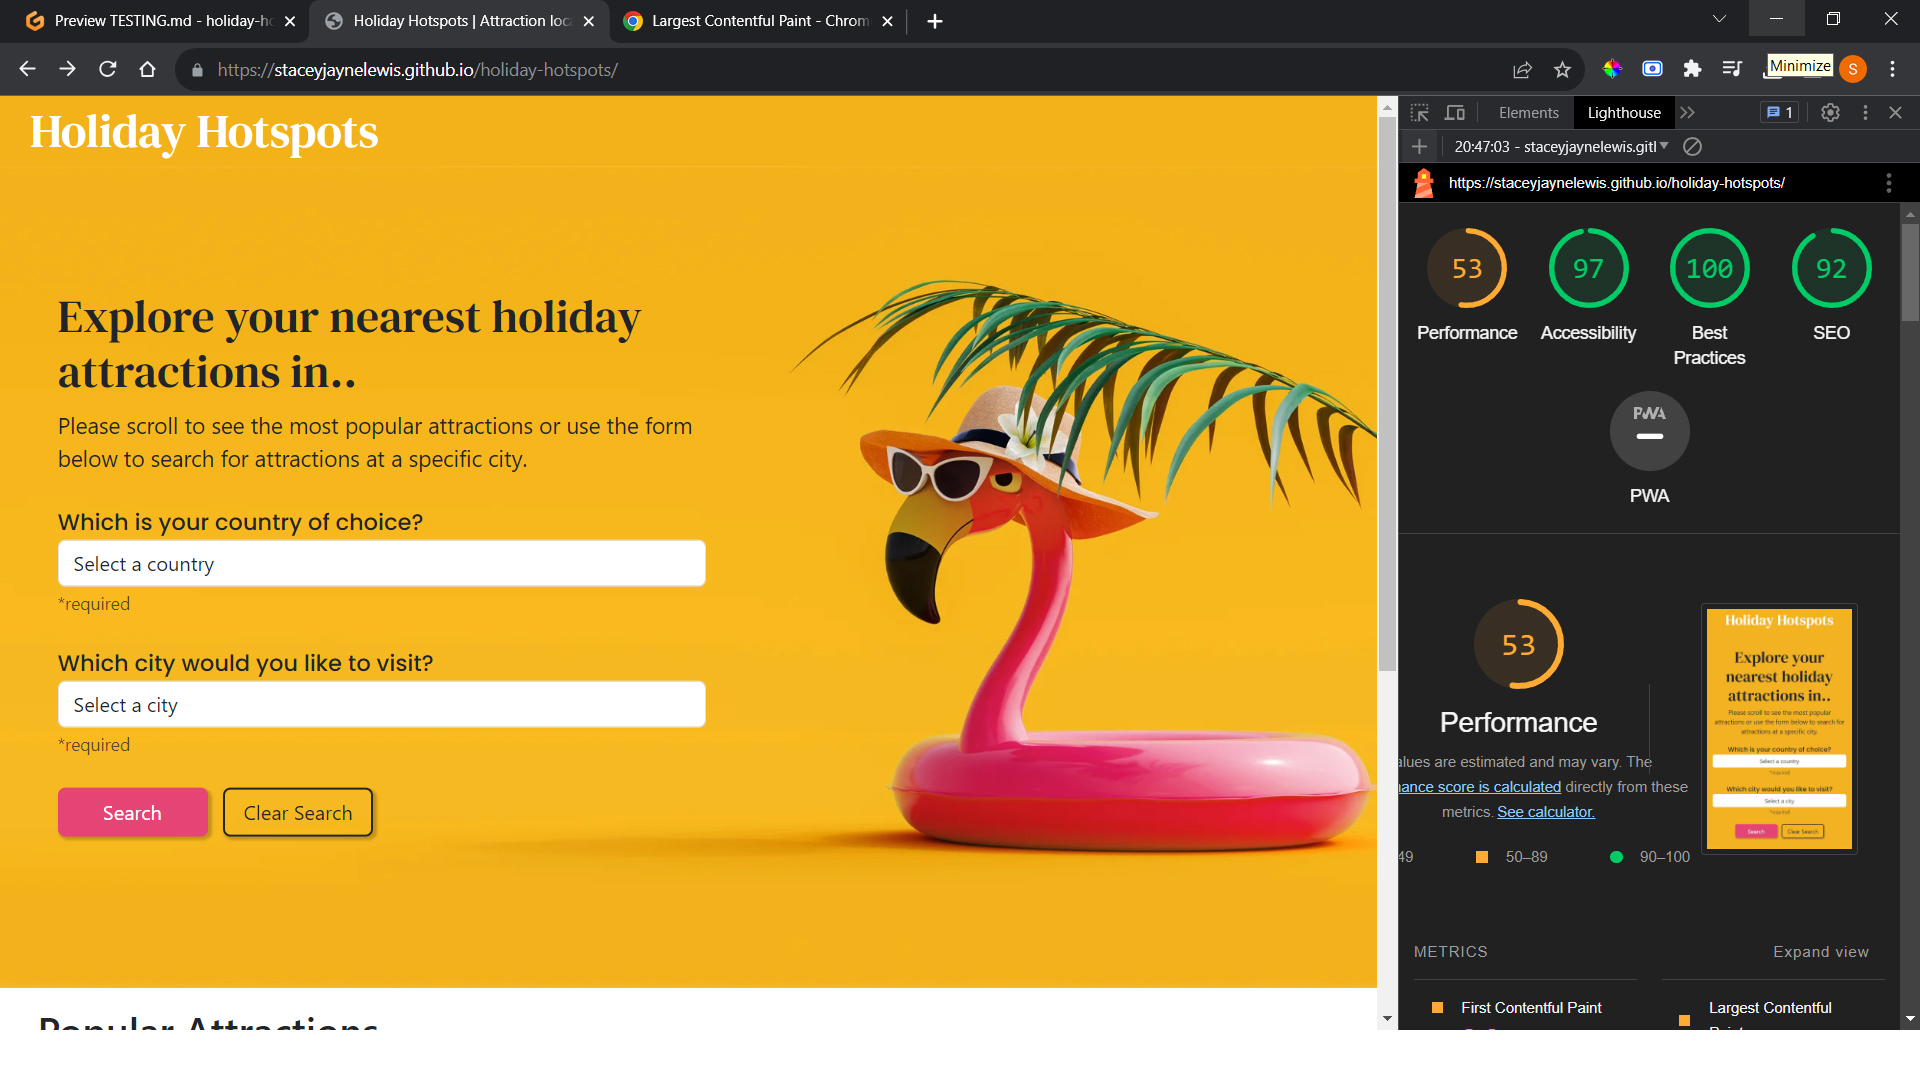 Preview TESTING.md - holiday-h
Holiday Hotspots | Attraction loc
Largest Contentful Paint - Chrom
https://staceyjaynelewis.github.io/holiday-hotspots/
Minimize
S
Elements
Lighthouse
1
20:47:03 - staceyjaynelewis.gitl
https://staceyjaynelewis.github.io/holiday-hotspots/
Holiday Hotspots
Explore your nearest holiday
attractions in..
Please scroll to see the most popular attractions or use the form
below to search for attractions at a specific city.
Which is your country of choice?
Select a country
*required
Which city would you like to visit?
Select a city
*required
Search
Clear Search
Popular Attractions
53
97
100
92
Performance
Accessibility
Best
Practices
SEO
PWA
PWA
53
Performance
alues are estimated and may vary. The
ance score is calculated directly from these
metrics. See calculator.
49
50–89
90–100
Holiday Hotspots
Explore your
nearest holiday
attractions in..
Please scroll to see the most popular
attractions or use the form below to search for
attractions at a specific city.
Which is your country of choice?
Select a country
*required
Which city would you like to visit?
Select a city
*required
Search
Clear Search
METRICS
Expand view
First Contentful Paint
Largest Contentful